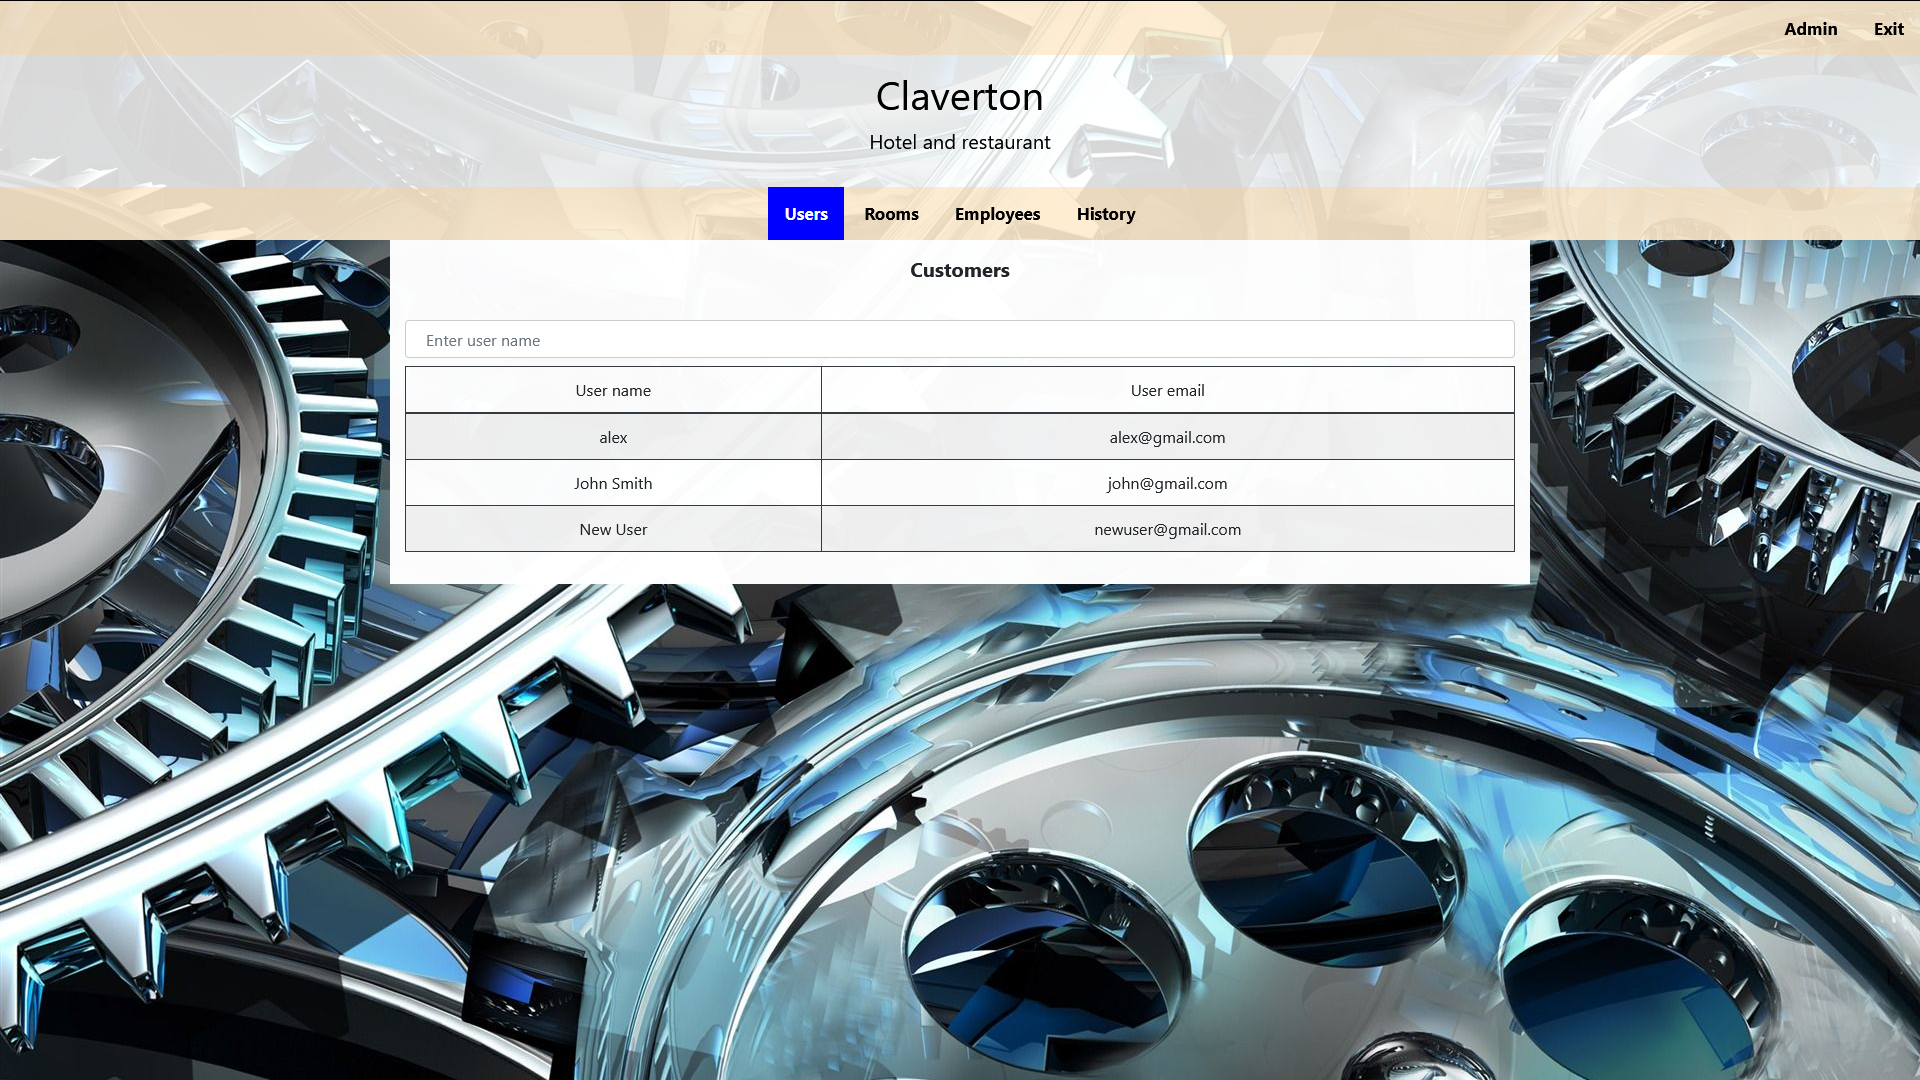 Admin Exit
Claverton
Hotel and restaurant
Users Rooms Employees History
Customers
Enter user name
User name User email
alex alex@gmail.com
John Smith john@gmail.com
New User newuser@gmail.com